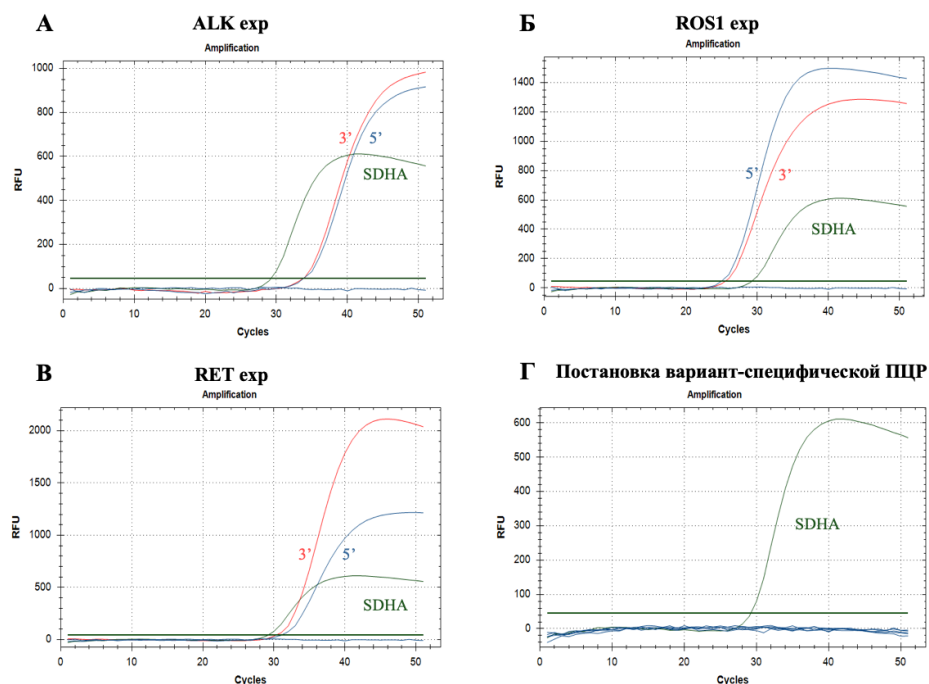 А
ALK exp
Amplification
1000
800
600
400
200
0
RFU
3’
5’
SDHA
0
10
20
30
40
50
Cycles
Б
ROS1 exp
Amplification
1400
1200
1000
800
600
400
200
0
RFU
5’
3’
SDHA
0
10
20
30
40
50
Cycles
В
RET exp
Amplification
2000
1500
1000
500
0
RFU
3’
5’
SDHA
0
10
20
30
40
50
Cycles
Г
Постановка вариант-специфической ПЦР
Amplification
600
500
400
300
200
100
0
RFU
SDHA
0
10
20
30
40
50
Cycles